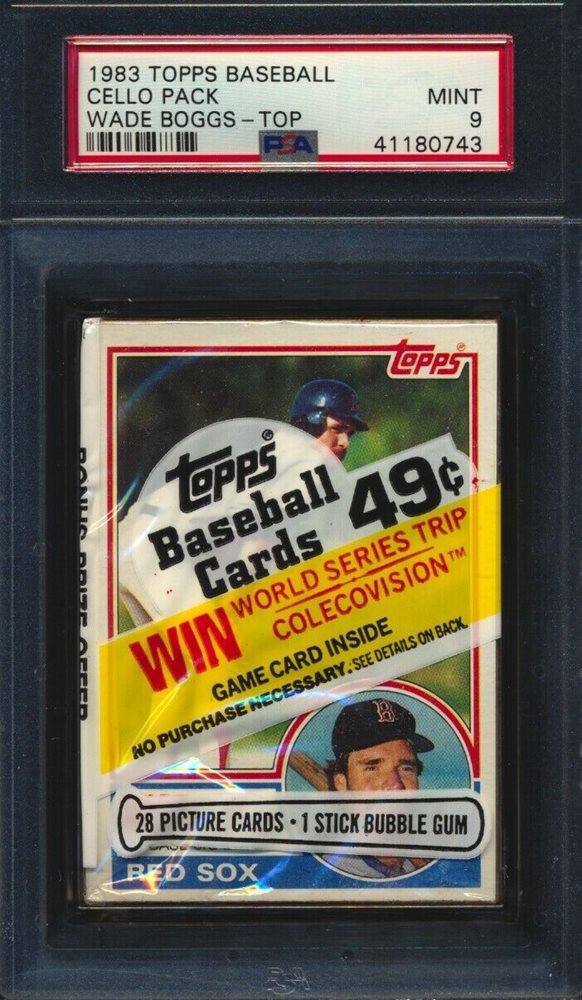 1983 TOPPS BASEBALL
CELLO PACK MINT
WADE BOGGS - TOP 9
PSA 41180743
TOPPS®
TOPPS®
Baseball
Cards 49¢
WIN WORLD SERIES TRIP
COLECOVISION™
GAME CARD INSIDE
NO PURCHASE NECESSARY. SEE DETAILS ON BACK.
BONUS PRIZE OFFER
B
28 PICTURE CARDS • 1 STICK BUBBLE GUM
RED SOX
PSA